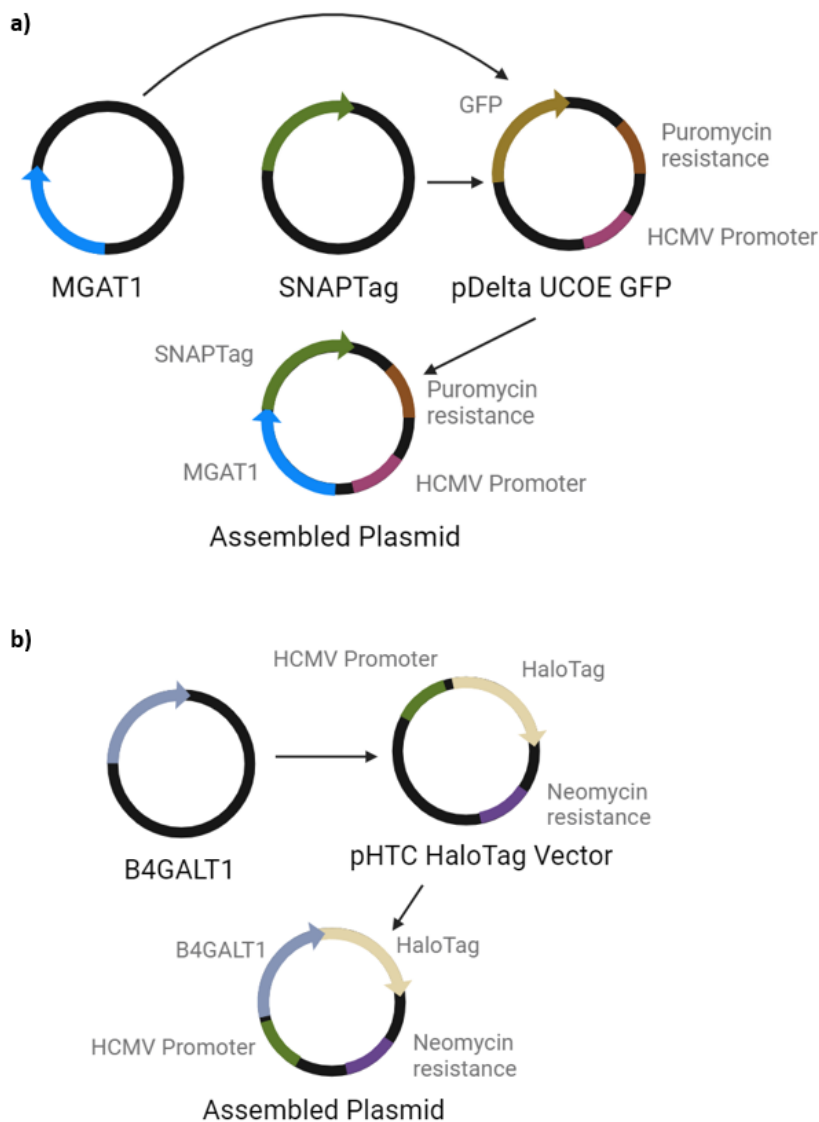 a)
GFP
Puromycin
resistance
HCMV Promoter
MGAT1
SNAPTag
pDelta UCOE GFP
SNAPTag
Puromycin
resistance
MGAT1
HCMV Promoter
Assembled Plasmid
b)
HCMV Promoter
HaloTag
Neomycin
resistance
B4GALT1
pHTC HaloTag Vector
B4GALT1
HaloTag
HCMV Promoter
Neomycin
resistance
Assembled Plasmid